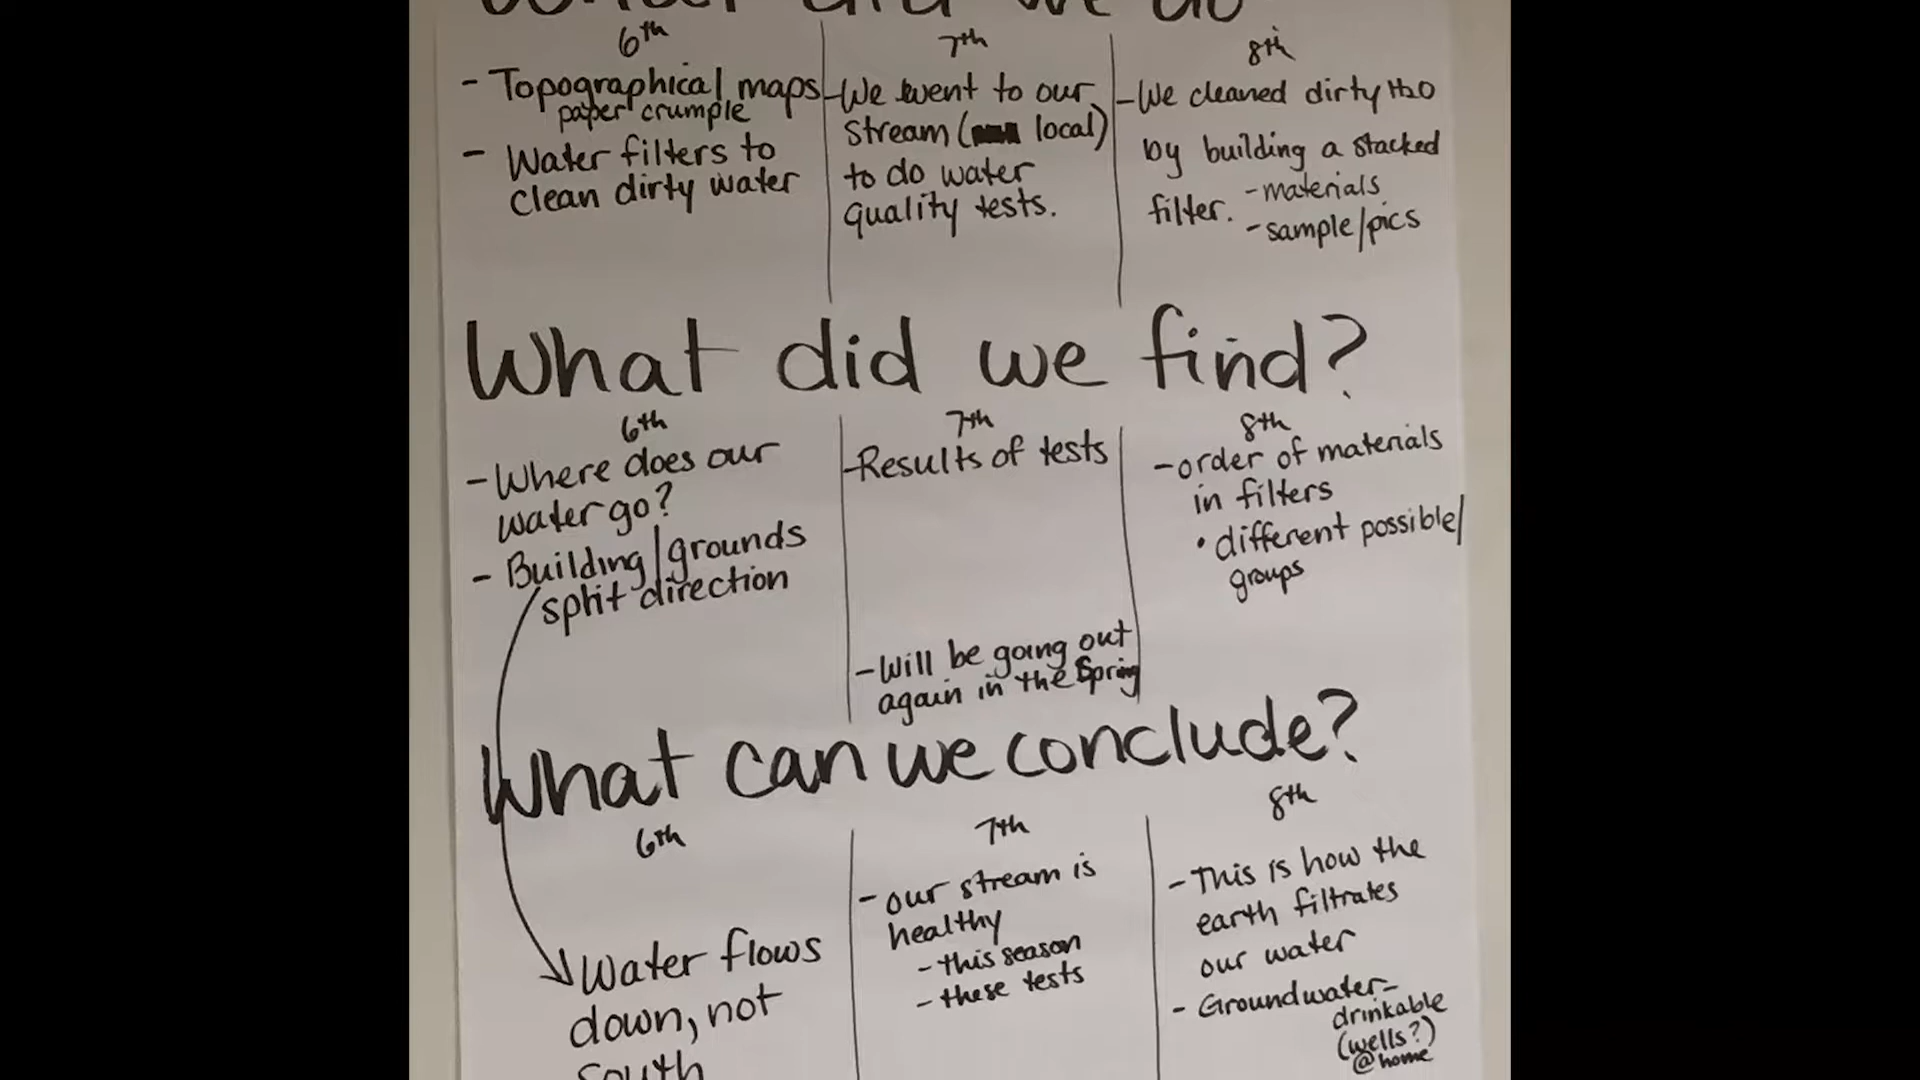 What did we do
6th
- Topographical maps
paper crumple
- Water filters to
clean dirty water
7th
- We went to our
stream ( local)
to do water
quality tests.
8th
- We cleaned dirty H2O
by building a stacked
filter. - materials
- sample/pics
What did we find?
6th
- Where does our
water go?
- Building/grounds
split direction
7th
- Results of tests
- Will be going out
again in the Spring
8th
- order of materials
in filters
• different possible/
groups
What can we conclude?
6th
Water flows
down, not
south
7th
- our stream is
healthy
- this season
- these tests
8th
- This is how the
earth filtrates
our water
- Groundwater-
drinkable
(wells?)
@home